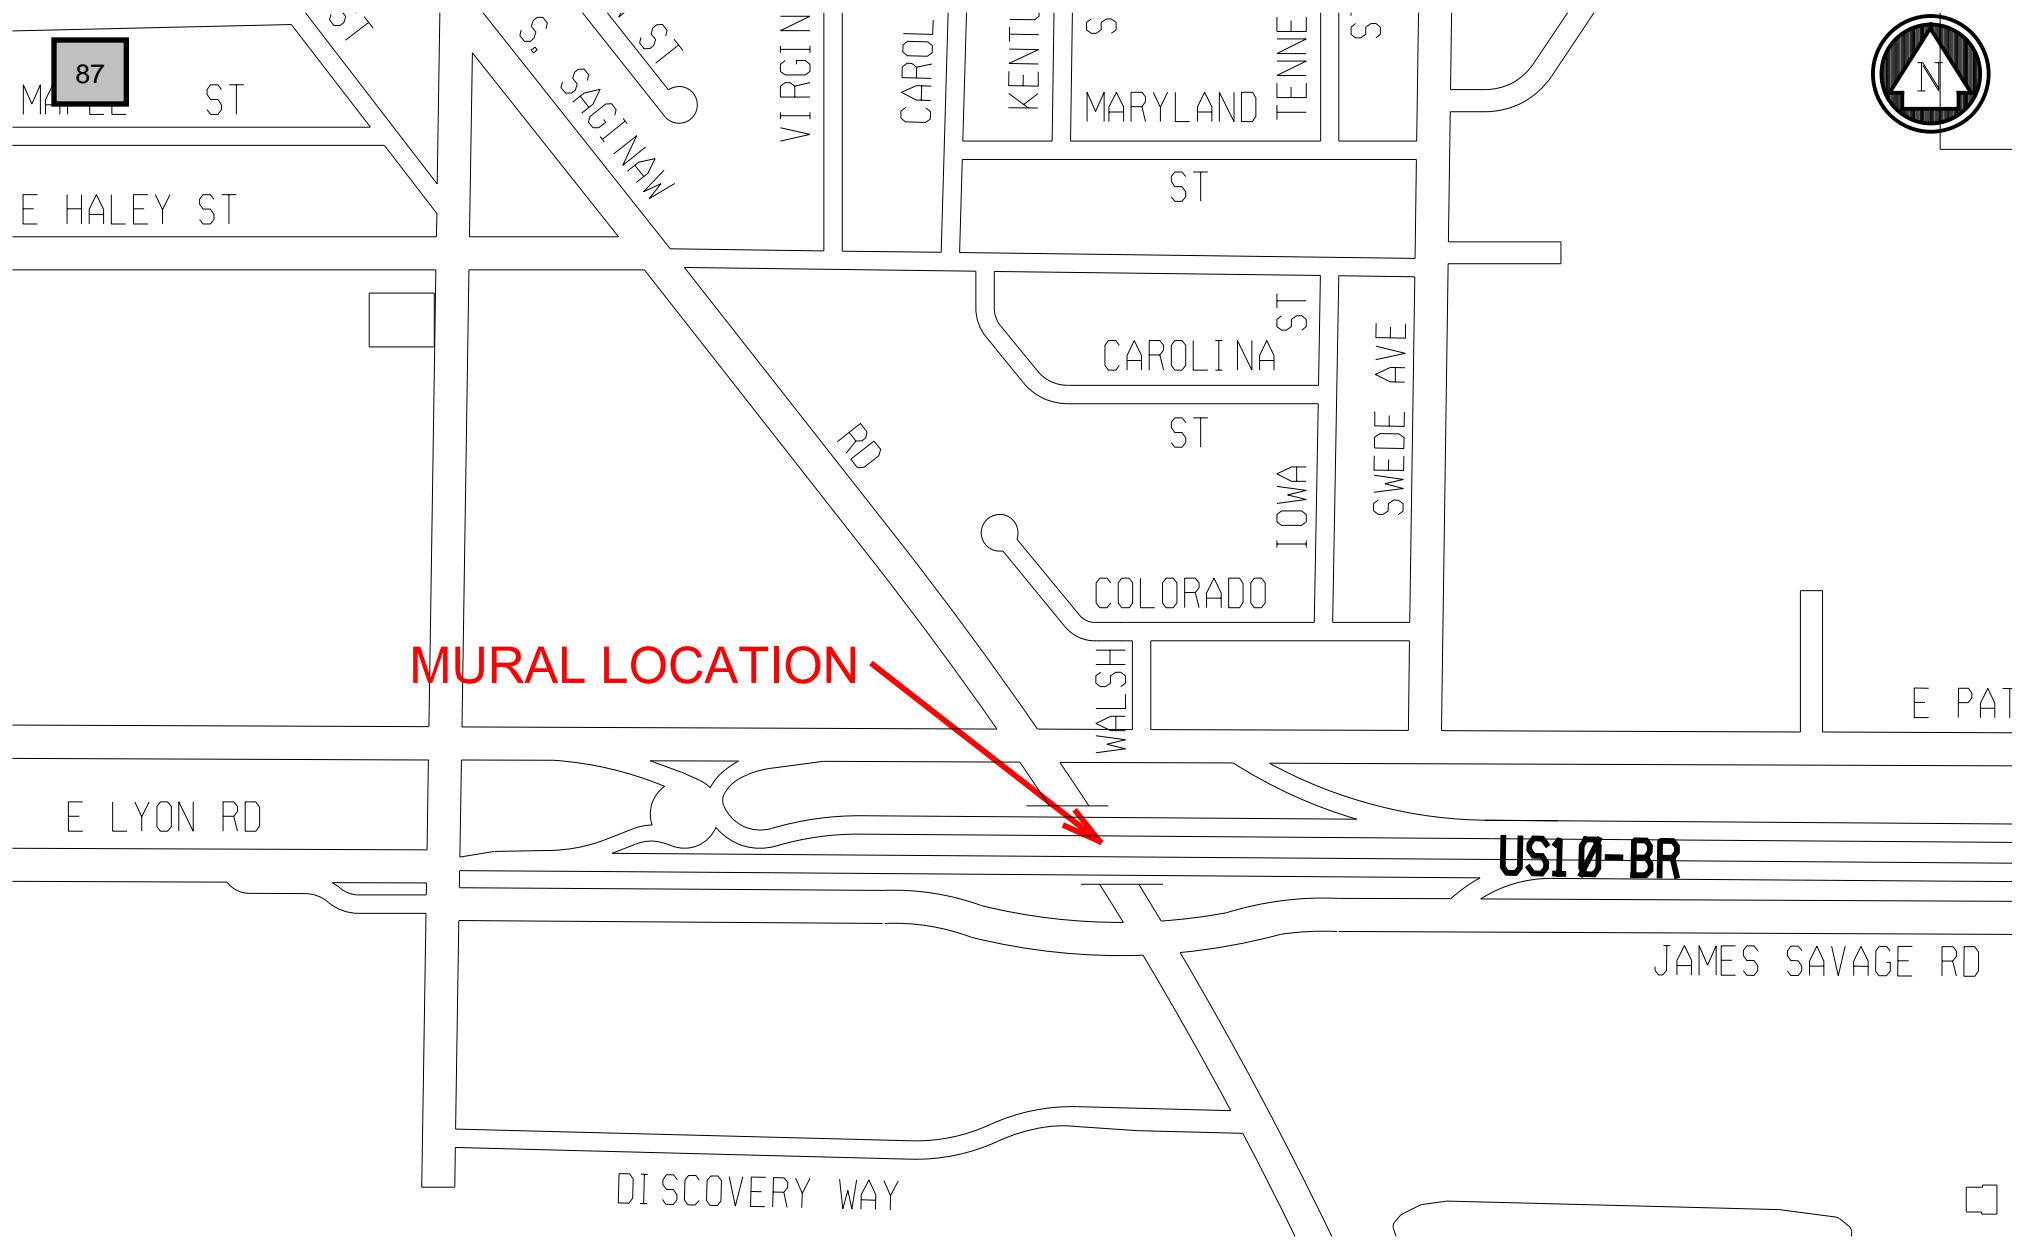 ST
S. SAGINAW
ST
VIRGIN
CAROL
KENTU
S
TENNE
S
87
ST
MARYLAND
N
E HALEY ST
ST
ST
CAROLINA
SWEDE AVE
RD
ST
IOWA
COLORADO
MURAL LOCATION
WALSH
E PAT
E LYON RD
US10-BR
JAMES SAVAGE RD
DISCOVERY WAY